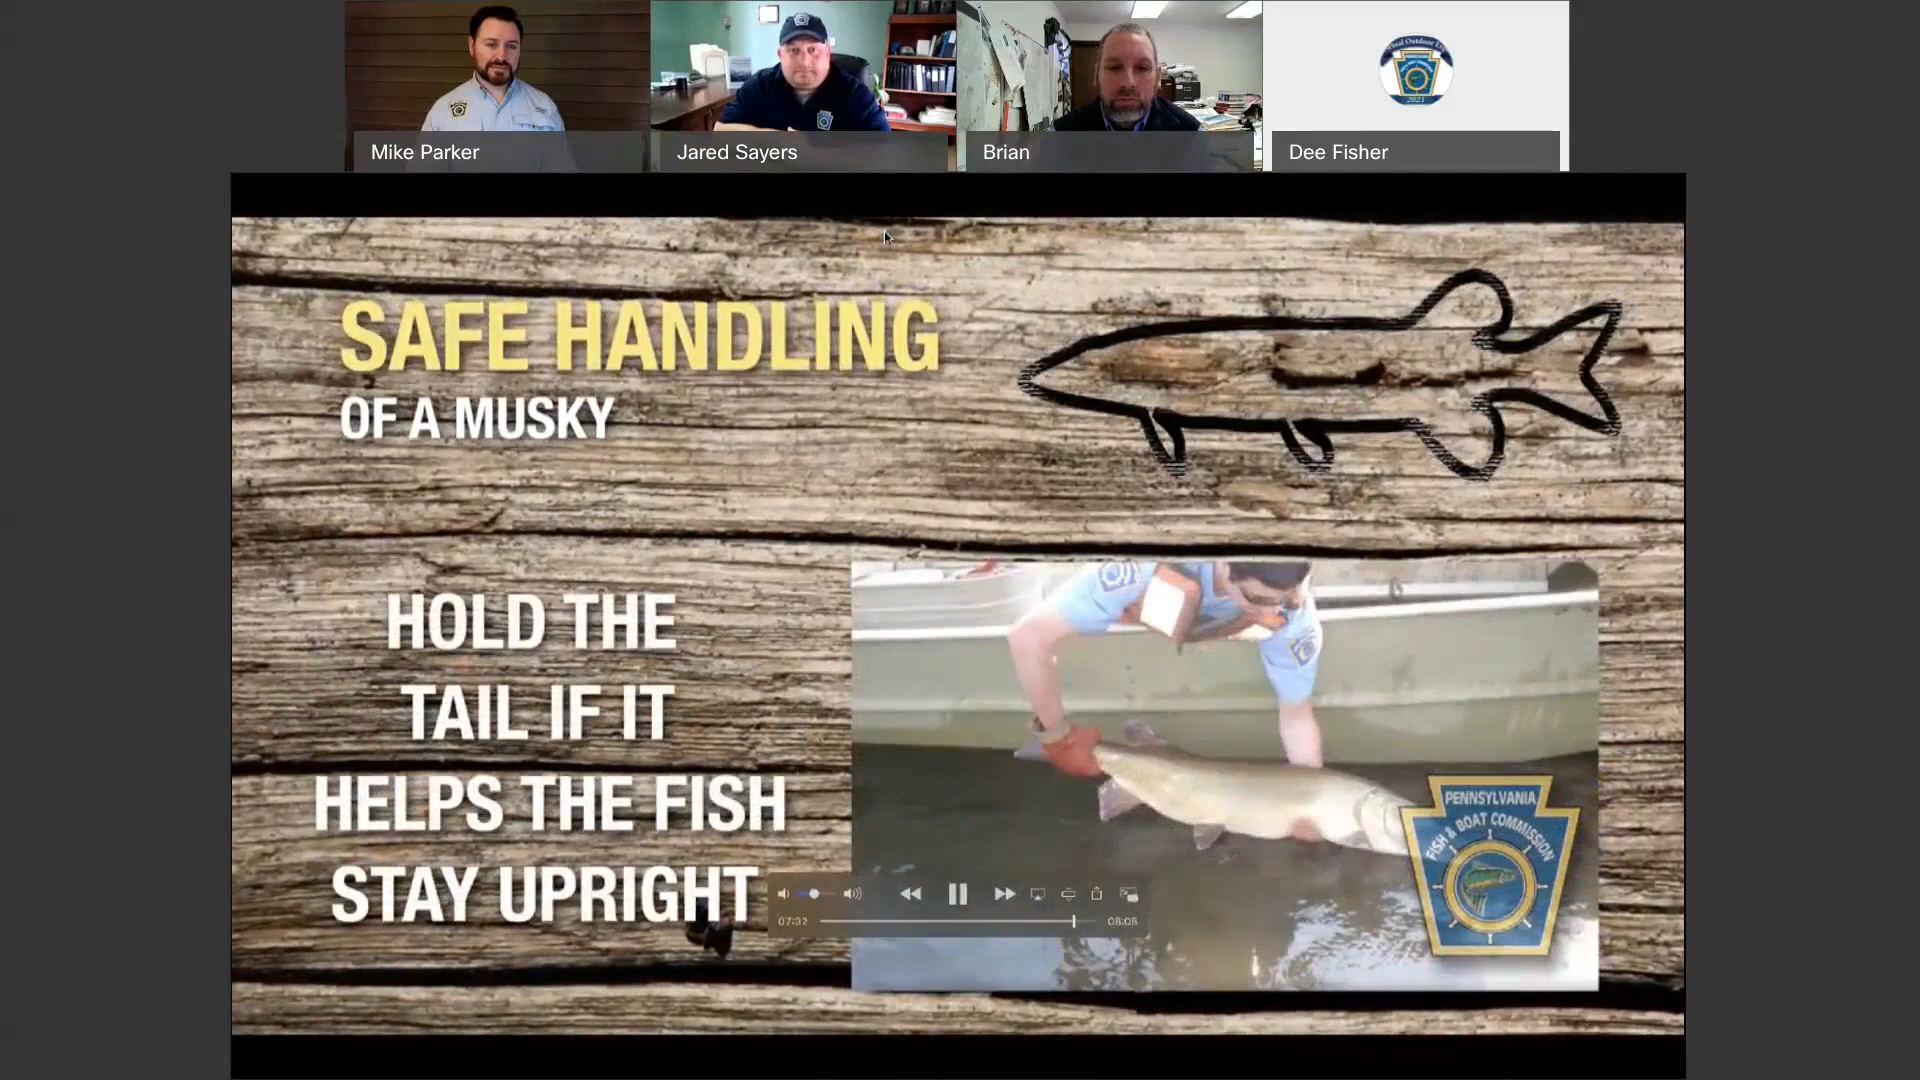 Mike Parker
Jared Sayers
Brian
Dee Fisher
2021
SAFE HANDLING
OF A MUSKY
HOLD THE
TAIL IF IT
HELPS THE FISH
STAY UPRIGHT
PENNSYLVANIA
FISH & BOAT COMMISSION
07:32
08:08